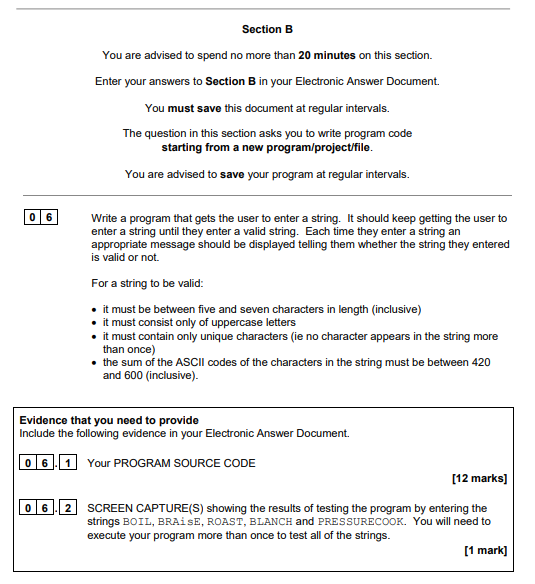 Section B
You are advised to spend no more than 20 minutes on this section.
Enter your answers to Section B in your Electronic Answer Document.
You must save this document at regular intervals.
The question in this section asks you to write program code
starting from a new program/project/file.
You are advised to save your program at regular intervals.
0 6 Write a program that gets the user to enter a string. It should keep getting the user to
enter a string until they enter a valid string. Each time they enter a string an
appropriate message should be displayed telling them whether the string they entered
is valid or not.
For a string to be valid:
• it must be between five and seven characters in length (inclusive)
• it must consist only of uppercase letters
• it must contain only unique characters (ie no character appears in the string more
than once)
• the sum of the ASCII codes of the characters in the string must be between 420
and 600 (inclusive).
Evidence that you need to provide
Include the following evidence in your Electronic Answer Document.
0 6 . 1 Your PROGRAM SOURCE CODE
[12 marks]
0 6 . 2 SCREEN CAPTURE(S) showing the results of testing the program by entering the
strings BOIL, BRAisE, ROAST, BLANCH and PRESSURECOOK. You will need to
execute your program more than once to test all of the strings.
[1 mark]